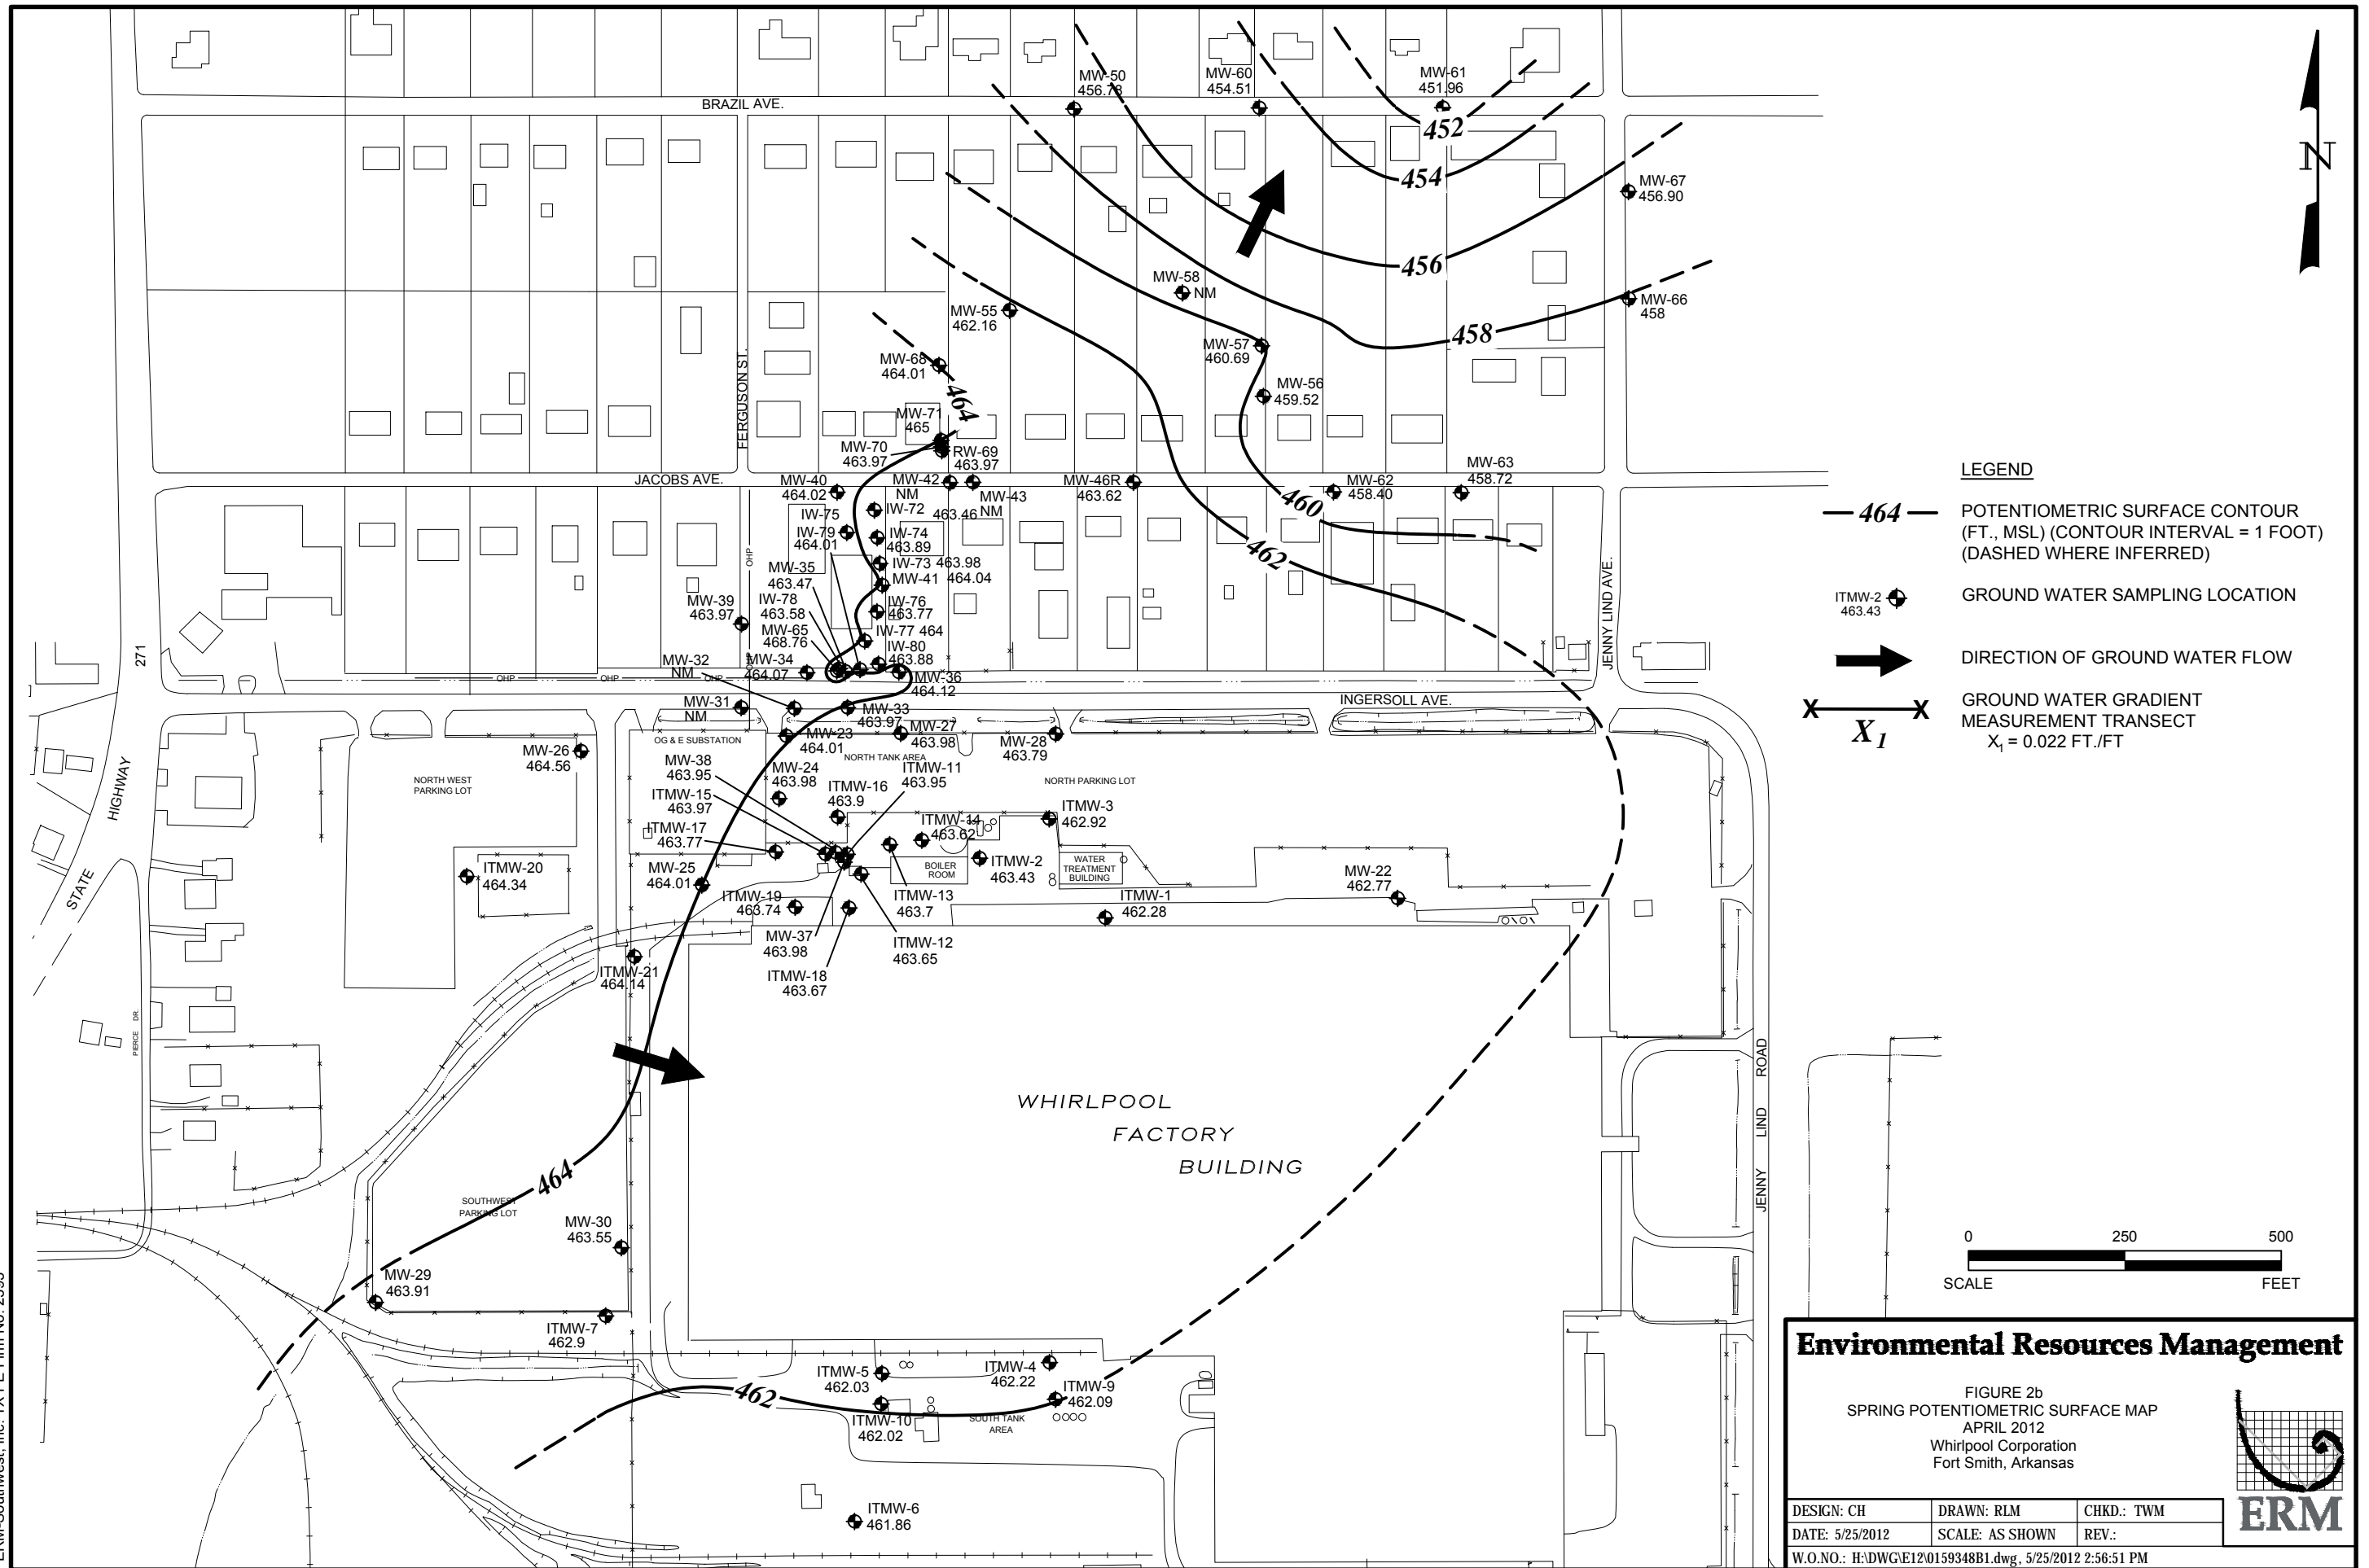 BRAZIL AVE.
MW-50
456.78
MW-60
454.51
MW-61
451.96
452
454
456
458
MW-67
456.90
MW-66
458
N
MW-58
NM
MW-55
462.16
MW-57
460.69
MW-56
459.52
MW-68
464.01
464
MW-71
465
MW-70
463.97
RW-69
463.97
FERGUSON ST.
JACOBS AVE.
MW-40
464.02
MW-42
NM
MW-43
NM
463.46
MW-46R
463.62
MW-62
458.40
MW-63
458.72
460
462
IW-72
IW-75
IW-79
464.01
IW-74
463.89
IW-73 463.98
MW-41 464.04
MW-35
463.47
IW-78
463.58
MW-65
468.76
IW-76
463.77
IW-77 464
IW-80
463.88
MW-39
463.97
OHP
OHP
OHP
OHP
OHP
MW-32
NM
MW-34
464.07
MW-36
464.12
INGERSOLL AVE.
JENNY LIND AVE.
271
HIGHWAY
STATE
MW-31
NM
MW-33
463.97
MW-23
464.01
MW-27
463.98
MW-28
463.79
MW-26
464.56
OG & E SUBSTATION
NORTH TANK AREA
NORTH WEST
PARKING LOT
NORTH PARKING LOT
MW-38
463.95
MW-24
463.98
ITMW-11
463.95
ITMW-15
463.97
ITMW-16
463.9
ITMW-3
462.92
ITMW-14
463.62
ITMW-17
463.77
ITMW-2
463.43
BOILER
ROOM
WATER
TREATMENT
BUILDING
ITMW-20
464.34
MW-25
464.01
ITMW-19
463.74
ITMW-13
463.7
ITMW-1
462.28
MW-22
462.77
MW-37
463.98
ITMW-12
463.65
ITMW-18
463.67
ITMW-21
464.14
PIERCE DR.
WHIRLPOOL
FACTORY
BUILDING
JENNY LIND ROAD
464
SOUTHWEST
PARKING LOT
MW-30
463.55
MW-29
463.91
ITMW-7
462.9
ITMW-5
462.03
ITMW-4
462.22
ITMW-9
462.09
462
ITMW-10
462.02
SOUTH TANK
AREA
ITMW-6
461.86
LEGEND
464
POTENTIOMETRIC SURFACE CONTOUR
(FT., MSL) (CONTOUR INTERVAL = 1 FOOT)
(DASHED WHERE INFERRED)
ITMW-2
463.43
GROUND WATER SAMPLING LOCATION
DIRECTION OF GROUND WATER FLOW
X X
X1
GROUND WATER GRADIENT
MEASUREMENT TRANSECT
X1 = 0.022 FT./FT
0 250 500
SCALE FEET
Environmental Resources Management
FIGURE 2b
SPRING POTENTIOMETRIC SURFACE MAP
APRIL 2012
Whirlpool Corporation
Fort Smith, Arkansas
ERM
DESIGN: CH DRAWN: RLM CHKD.: TWM
DATE: 5/25/2012 SCALE: AS SHOWN REV.:
W.O.NO.: H:\DWG\E12\0159348B1.dwg, 5/25/2012 2:56:51 PM